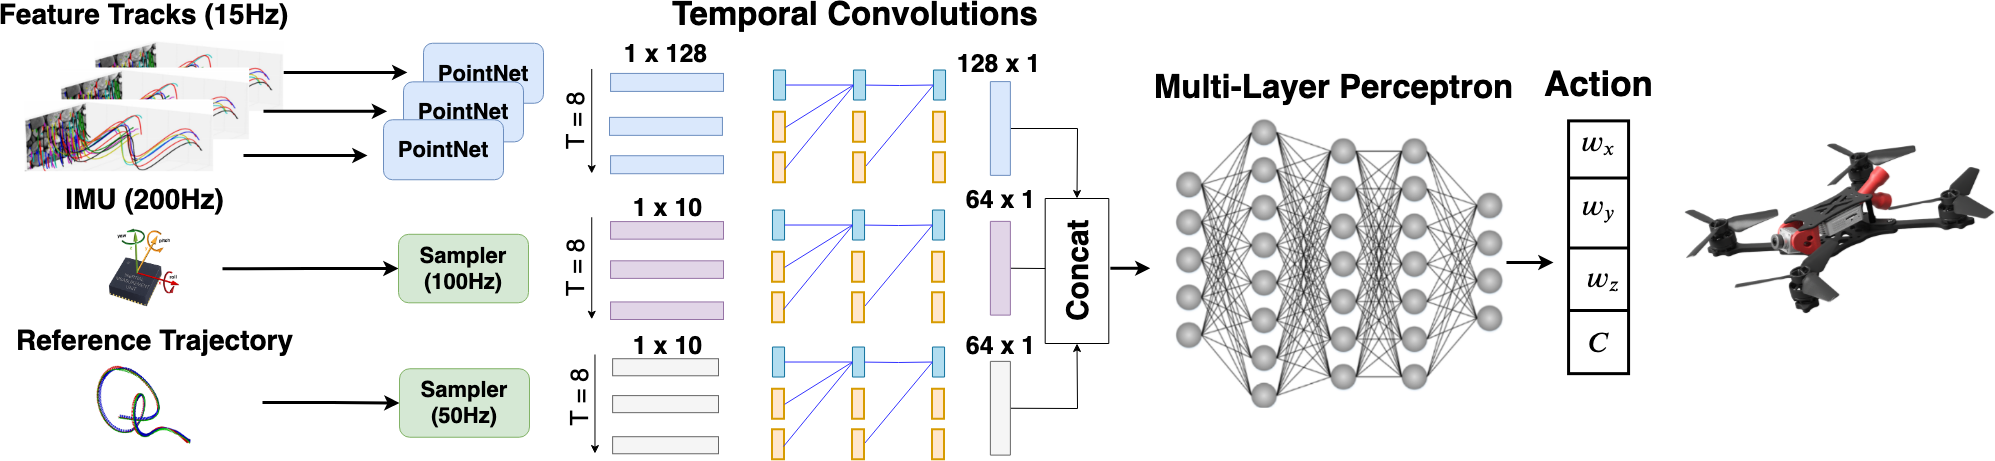 Feature Tracks (15Hz)
PointNet
PointNet
PointNet
IMU (200Hz)
yaw
pitch
roll
Sampler
(100Hz)
Reference Trajectory
Sampler
(50Hz)
Temporal Convolutions
1 x 128
T = 8
128 x 1
1 x 10
T = 8
64 x 1
1 x 10
T = 8
64 x 1
Concat
Multi-Layer Perceptron
Action
w_x
w_y
w_z
C